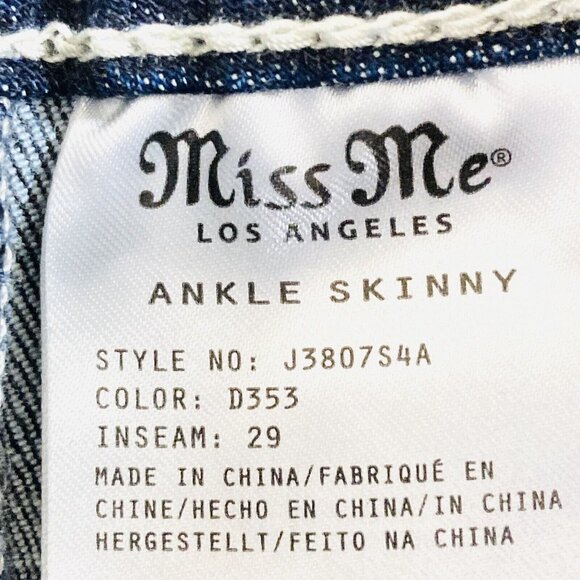 Miss Me®
LOS ANGELES
ANKLE SKINNY
STYLE NO: J3807S4A
COLOR: D353
INSEAM: 29
MADE IN CHINA/FABRIQUÉ EN
CHINE/HECHO EN CHINA/IN CHINA
HERGESTELLT/FEITO NA CHINA